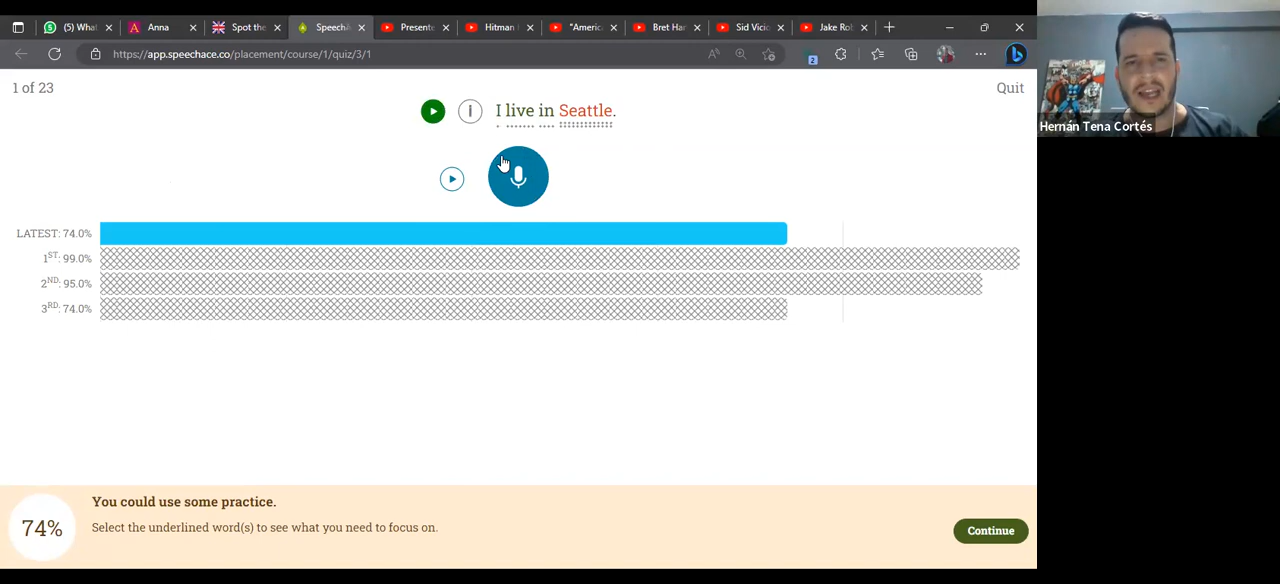 (5) What
Anna
Spot the
SpeechA
Presente
Hitman
"Americ
Bret Har
Sid Vicio
Jake Rol
https://app.speechace.co/placement/course/1/quiz/3/1
2
1 of 23
Quit
I live in Seattle.
LATEST: 74.0%
1ST: 99.0%
2ND: 95.0%
3RD: 74.0%
74%
You could use some practice.
Select the underlined word(s) to see what you need to focus on.
Continue
Hernán Tena Cortés